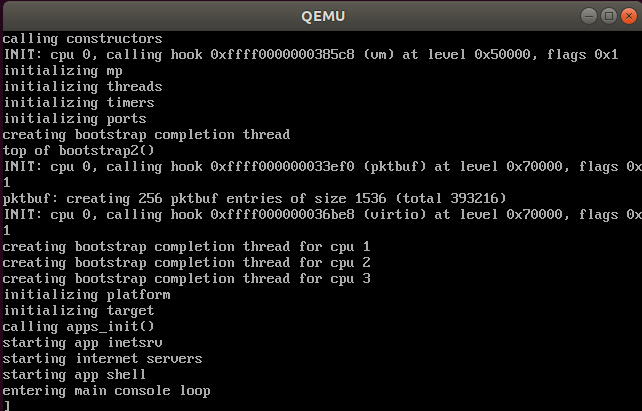 QEMU
calling constructors
INIT: cpu 0, calling hook 0xffff0000000385c8 (vm) at level 0x50000, flags 0x1
initializing mp
initializing threads
initializing timers
initializing ports
creating bootstrap completion thread
top of bootstrap2()
INIT: cpu 0, calling hook 0xffff000000033ef0 (pktbuf) at level 0x70000, flags 0x
1
pktbuf: creating 256 pktbuf entries of size 1536 (total 393216)
INIT: cpu 0, calling hook 0xffff000000036be8 (virtio) at level 0x70000, flags 0x
1
creating bootstrap completion thread for cpu 1
creating bootstrap completion thread for cpu 2
creating bootstrap completion thread for cpu 3
initializing platform
initializing target
calling apps_init()
starting app inetsrv
starting internet servers
starting app shell
entering main console loop
]